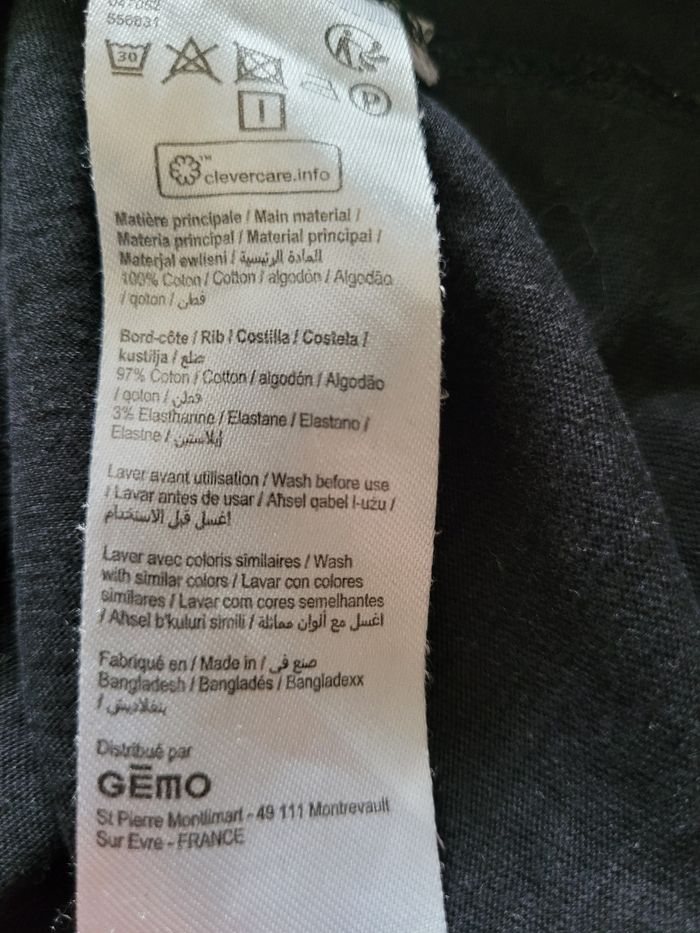 556831
30
P
clevercare.info
Matière principale / Main material /
Materia principal / Material principal /
Materjal ewlieni / المادة الرئيسية
100% Coton / Cotton / algodón / Algodão
/ qoton / قطن
Bord-côte / Rib / Costilla / Costela /
kustilja / ضلع
97% Coton / Cotton / algodón / Algodão
/ qoton / قطن
3% Elasthanne / Elastane / Elastano /
Elastne / إيلاستين
Laver avant utilisation / Wash before use
/ Lavar antes de usar / Aħsel qabel l-użu /
اغسل قبل الاستخدام
Laver avec coloris similaires / Wash
with similar colors / Lavar con colores
similares / Lavar com cores semelhantes
/ Aħsel b'kuluri simili / اغسل مع ألوان مماثلة
Fabriqué en / Made in / صنع في
Bangladesh / Bangladés / Bangladexx
/ بنغلاديش
Distribué par
GĒMO
St Pierre Montlimart - 49 111 Montrevault
Sur Evre - FRANCE